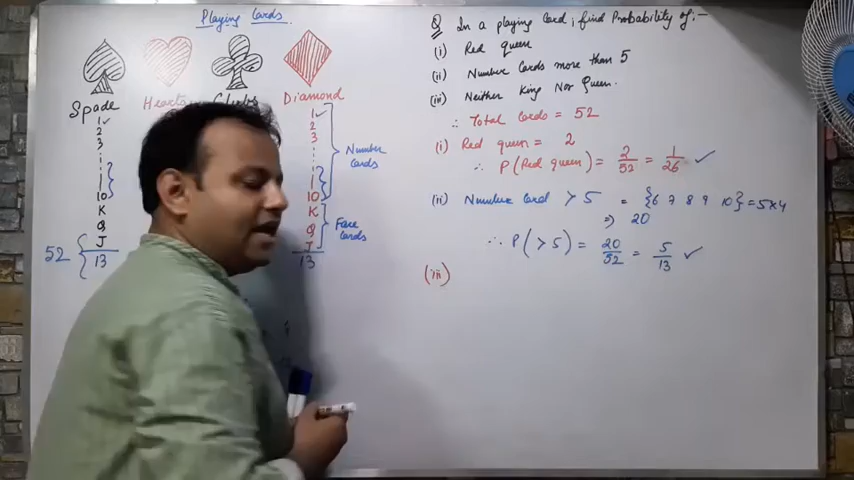 Playing Cards
Spade
1
2
3
10
K
Q
J
52
13
Hearts
Clubs
Diamond
1
2
3
10
K
Q
J
13
Number
Cards
Face
Cards
Q In a playing Card, find Probability of :-
(i) Red Queen
(ii) Number Cards more than 5
(iii) Neither King Nor Queen.
∴ Total Cards = 52
(i) Red queen = 2
∴ P(Red queen) = 2/52 = 1/26 ✓
(ii) Number Card > 5 = {6 7 8 9 10} = 5×4
⇒ 20
∴ P(>5) = 20/52 = 5/13 ✓
(iii)